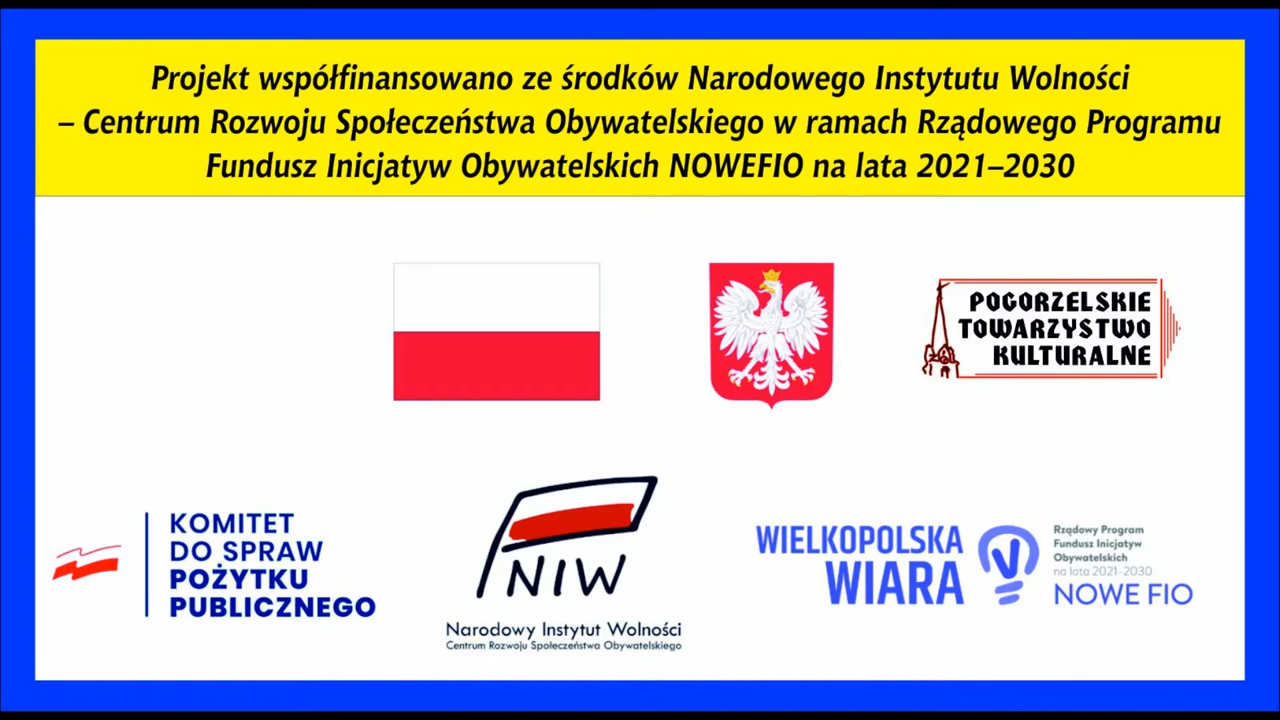 Projekt współfinansowano ze środków Narodowego Instytutu Wolności
– Centrum Rozwoju Społeczeństwa Obywatelskiego w ramach Rządowego Programu
Fundusz Inicjatyw Obywatelskich NOWEFIO na lata 2021–2030
POGORZELSKIE
TOWARZYSTWO
KULTURALNE
KOMITET
DO SPRAW
POŻYTKU
PUBLICZNEGO
NIW
Narodowy Instytut Wolności
Centrum Rozwoju Społeczeństwa Obywatelskiego
WIELKOPOLSKA
WIARA
Rządowy Program
Fundusz Inicjatyw
Obywatelskich
na lata 2021-2030
NOWE FIO